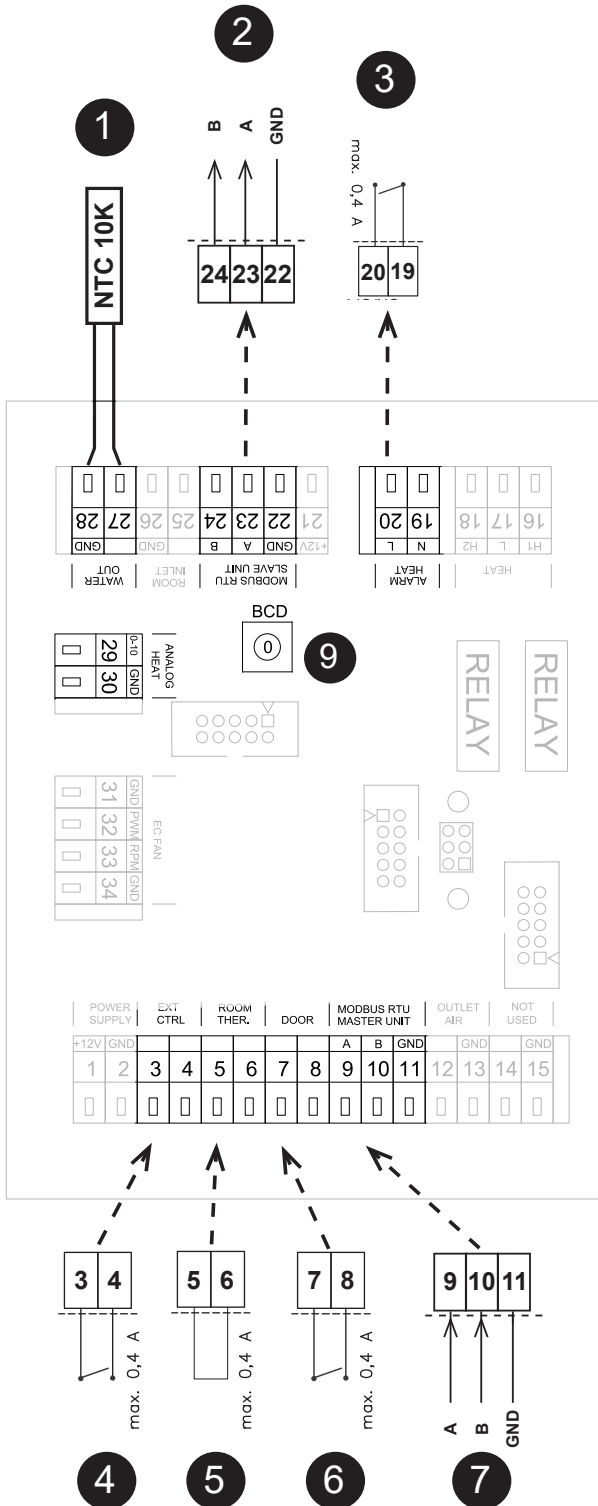 2
3
1
B
A
GND
max. 0,4 A
NTC 10K
24 23 22
20 19
28 27 26 25 24 23 22 21
GND GND B A GND +12V
WATER OUT
ROOM INLET
MODBUS RTU SLAVE UNIT
20 19 18 17 16
L N H2 L H1
ALARM HEAT
HEAT
BCD
0
9
29 0-10
30 GND
ANALOG HEAT
RELAY
RELAY
31 GND
32 PWM
33 RPM
34 GND
EC FAN
POWER SUPPLY
EXT CTRL
ROOM THER.
DOOR
MODBUS RTU MASTER UNIT
OUTLET AIR
NOT USED
+12V GND A B GND GND GND
1 2 3 4 5 6 7 8 9 10 11 12 13 14 15
3 4
5 6
7 8
9 10 11
max. 0,4 A
max. 0,4 A
max. 0,4 A
A
B
GND
4
5
6
7